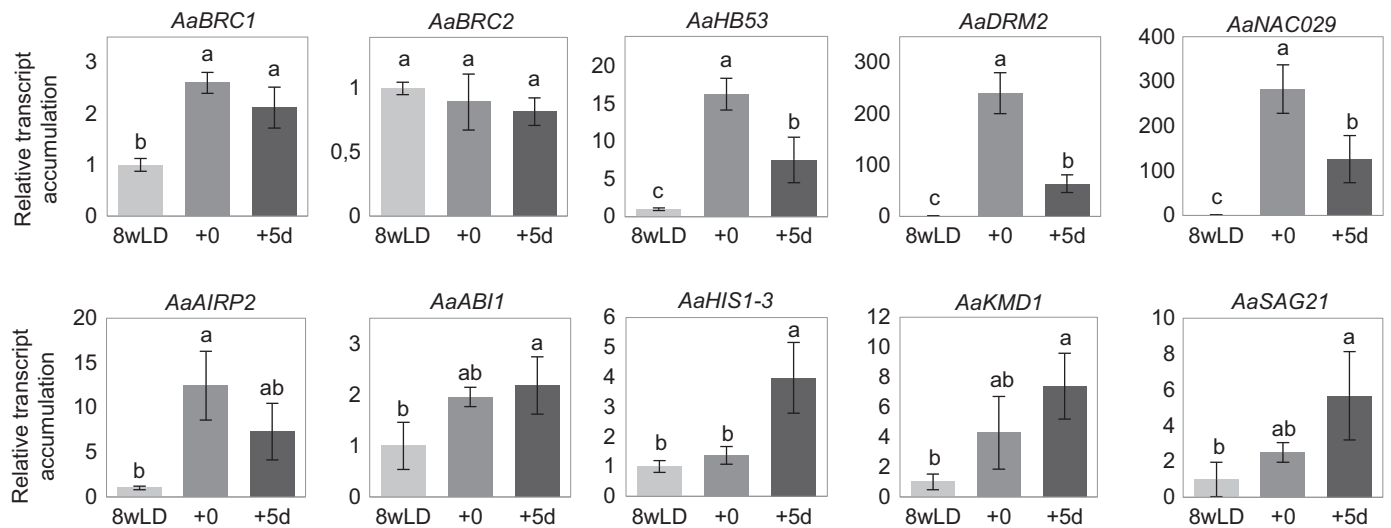 AaBRC1 AaBRC2 AaHB53 AaDRM2 AaNAC029
Relative transcript
accumulation
3
2
1
0
b
a
a
8wLD +0 +5d
1
0,5
0
a
a
a
8wLD +0 +5d
20
15
10
5
0
c
a
b
8wLD +0 +5d
300
200
100
0
c
a
b
8wLD +0 +5d
400
300
200
100
0
c
a
b
8wLD +0 +5d
AaAIRP2 AaABI1 AaHIS1-3 AaKMD1 AaSAG21
Relative transcript
accumulation
20
15
10
5
0
b
a
ab
8wLD +0 +5d
3
2
1
0
b
ab
a
8wLD +0 +5d
6
5
4
3
2
1
0
b
b
a
8wLD +0 +5d
12
10
8
6
4
2
0
b
ab
a
8wLD +0 +5d
10
8
6
4
2
0
b
ab
a
8wLD +0 +5d